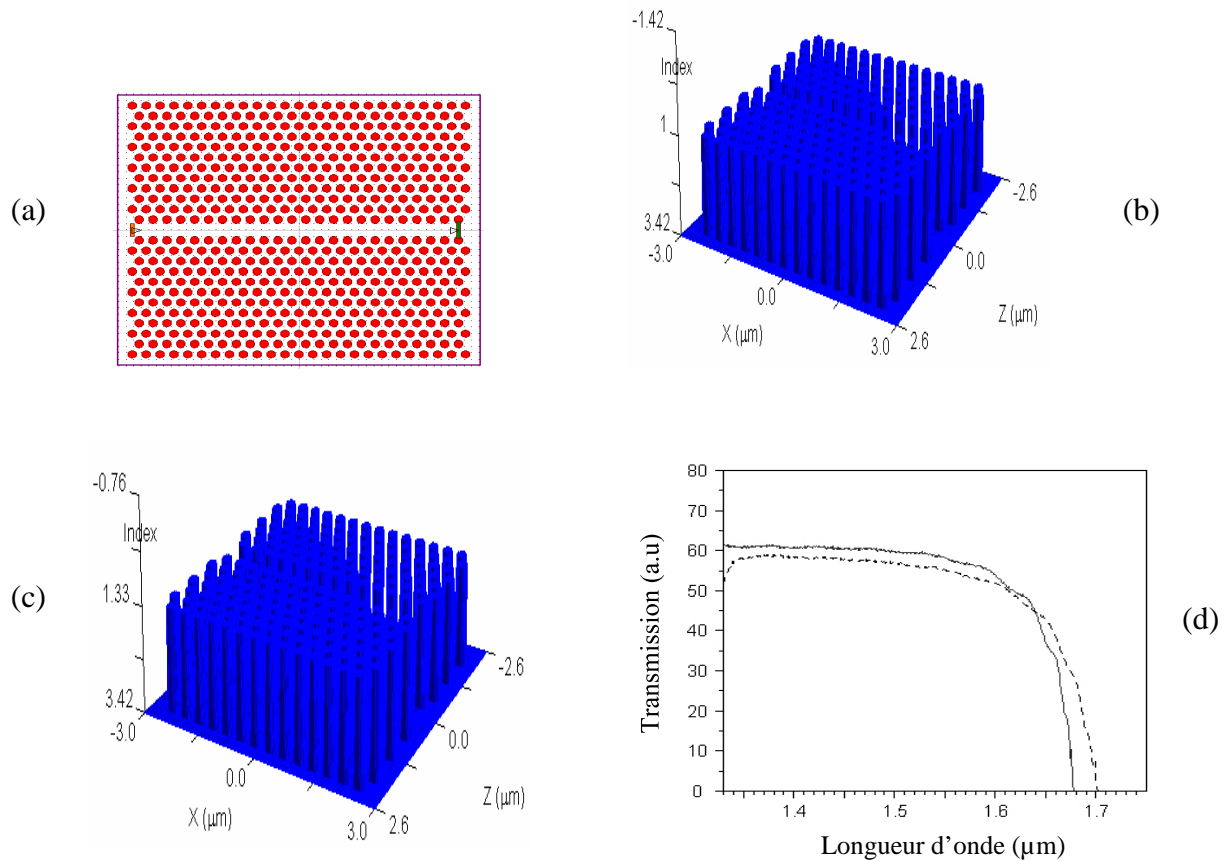 (a)
-1.42
Index
1
3.42
-3.0
0.0
X (µm)
3.0
2.6
0.0
Z (µm)
-2.6
(b)
(c)
-0.76
Index
1.33
3.42
-3.0
0.0
X (µm)
3.0
2.6
0.0
Z (µm)
-2.6
Transmission (a.u)
80
70
60
50
40
30
20
10
0
1.4
1.5
1.6
1.7
Longueur d’onde (µm)
(d)